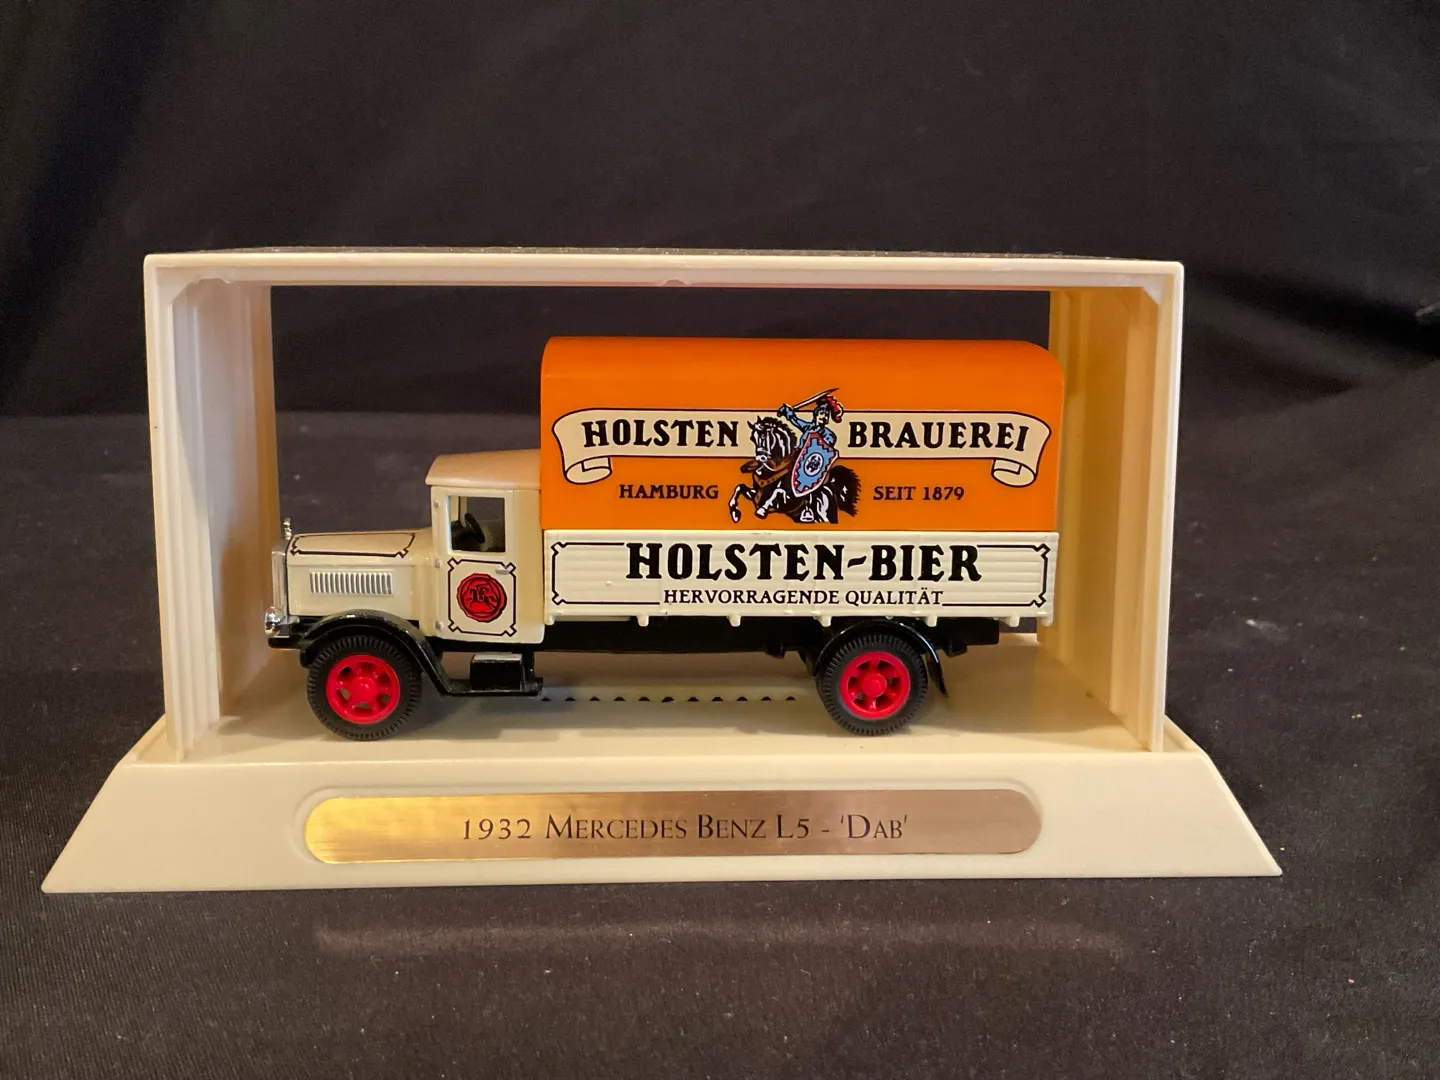 HOLSTEN BRAUEREI
HAMBURG SEIT 1879
HOLSTEN-BIER
HERVORRAGENDE QUALITÄT
1932 MERCEDES BENZ L5 - 'DAB'